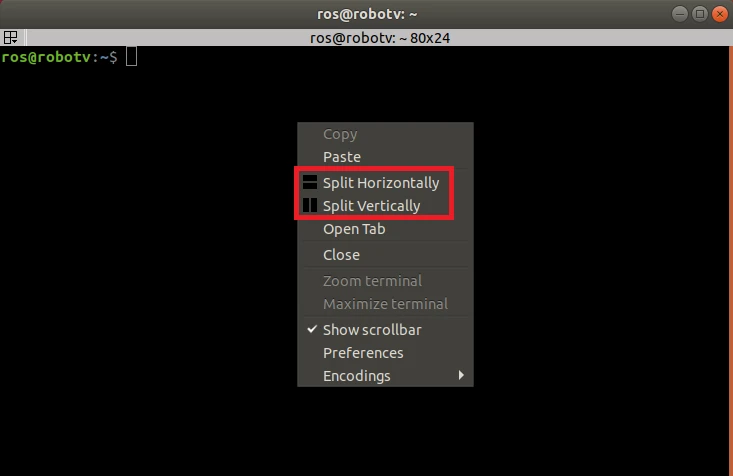 ros@robotv: ~
ros@robotv: ~ 80x24
ros@robotv:~$
Copy
Paste
Split Horizontally
Split Vertically
Open Tab
Close
Zoom terminal
Maximize terminal
Show scrollbar
Preferences
Encodings